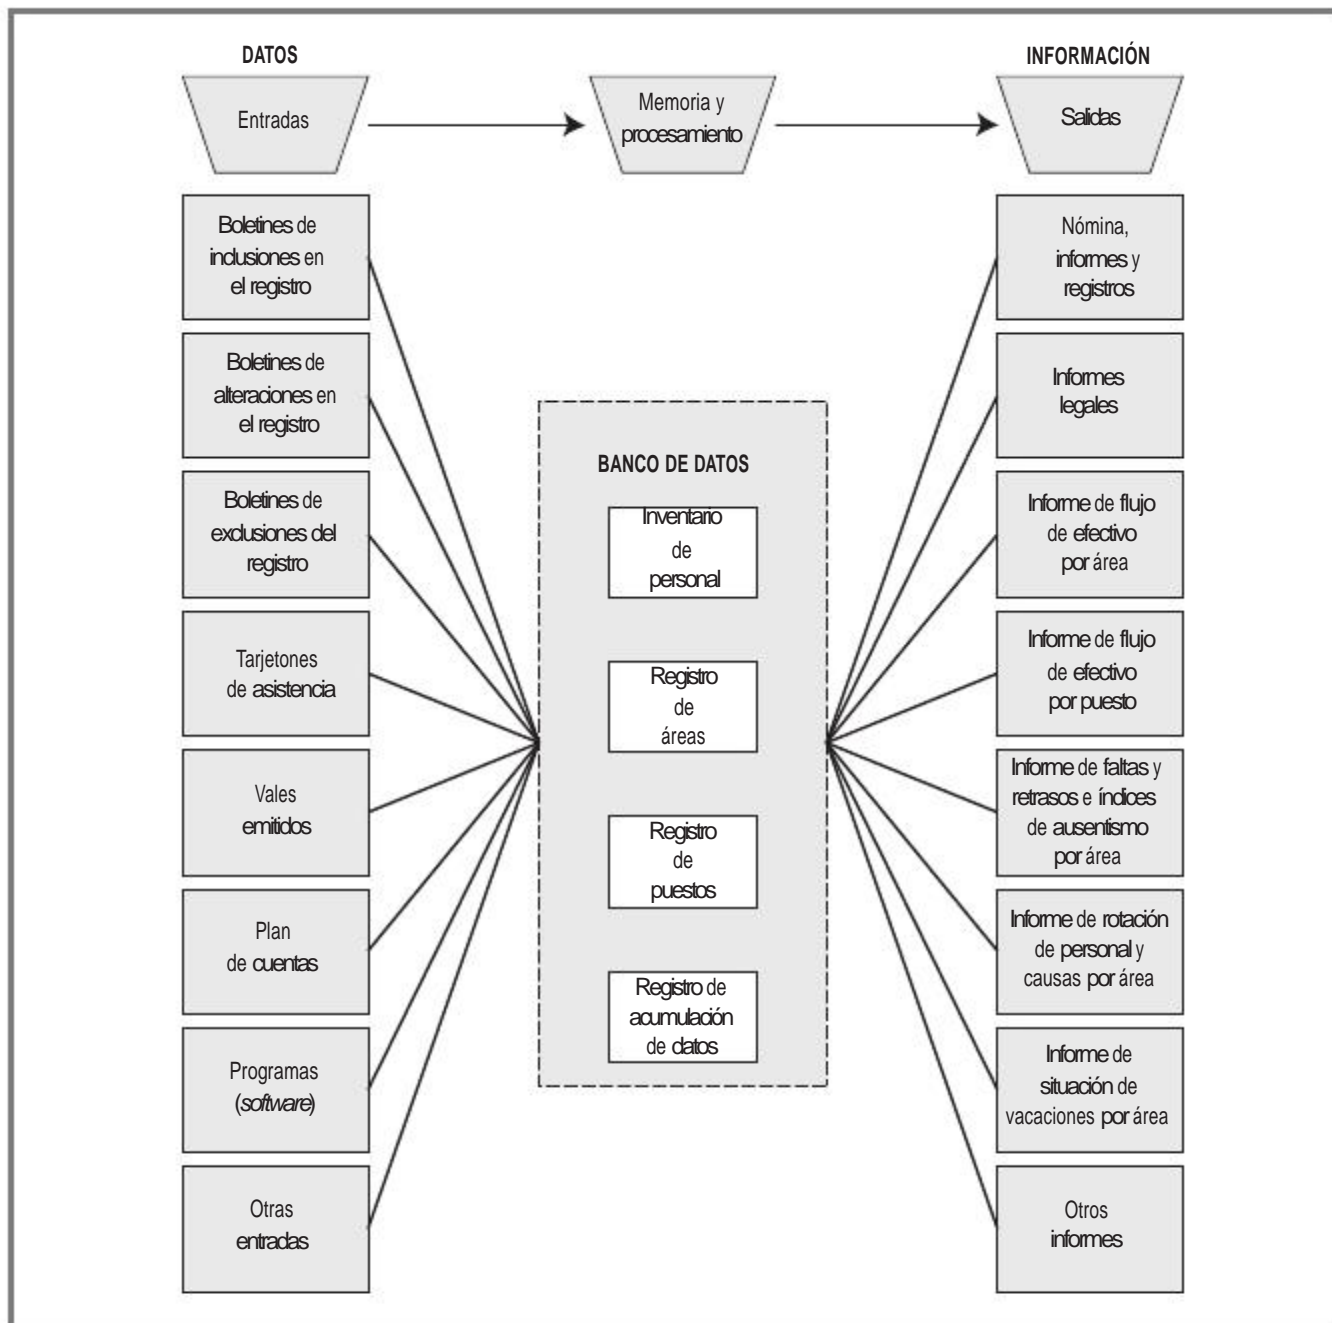 DATOS
INFORMACIÓN
Entradas
Memoria y
procesamiento
Salidas
Boletines de
inclusiones en
el registro
Boletines de
alteraciones en
el registro
Boletines de
exclusiones del
registro
Tarjetones
de asistencia
Vales
emitidos
Plan
de cuentas
Programas
(software)
Otras
entradas
BANCO DE DATOS
Inventario
de
personal
Registro
de
áreas
Registro
de
puestos
Registro de
acumulación
de datos
Nómina,
informes y
registros
Informes
legales
Informe de flujo
de efectivo
por área
Informe de flujo
de efectivo
por puesto
Informe de faltas y
retrasos e índices
de ausentismo
por área
Informe de rotación
de personal y
causas por área
Informe de
situación de
vacaciones por área
Otros
informes